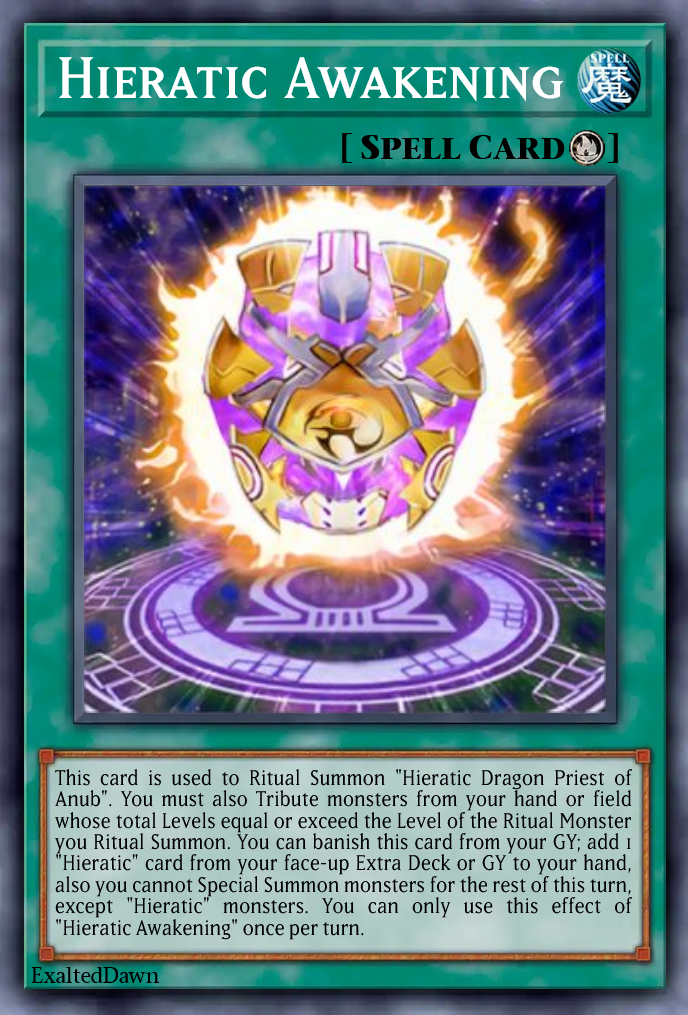 Hieratic Awakening
SPELL
魔
[ Spell Card ]
This card is used to Ritual Summon "Hieratic Dragon Priest of
Anub". You must also Tribute monsters from your hand or field
whose total Levels equal or exceed the Level of the Ritual Monster
you Ritual Summon. You can banish this card from your GY; add 1
"Hieratic" card from your face-up Extra Deck or GY to your hand,
also you cannot Special Summon monsters for the rest of this turn,
except "Hieratic" monsters. You can only use this effect of
"Hieratic Awakening" once per turn.
ExaltedDawn